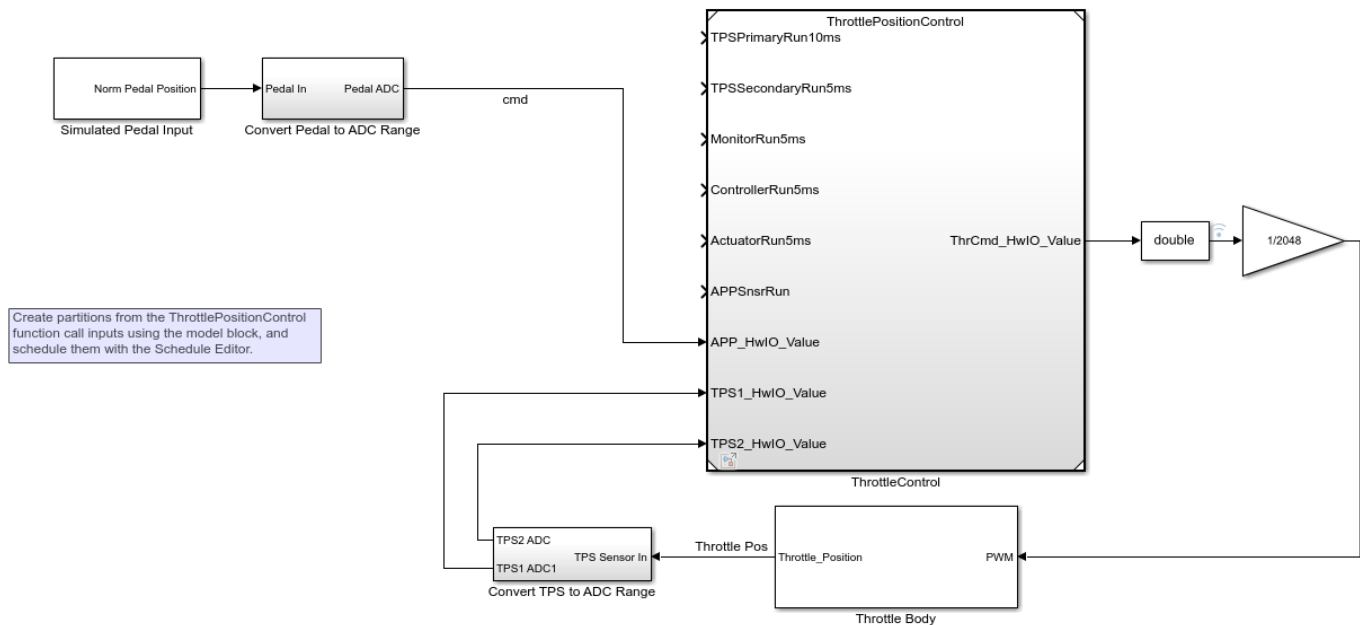 ThrottlePositionControl
TPSPrimaryRun10ms
Norm Pedal Position
Pedal In
Pedal ADC
TPSSecondaryRun5ms
cmd
Simulated Pedal Input
Convert Pedal to ADC Range
MonitorRun5ms
ControllerRun5ms
ActuatorRun5ms
ThrCmd_HwIO_Value
double
1/2048
APPSnsrRun
Create partitions from the ThrottlePositionControl
function call inputs using the model block, and
schedule them with the Schedule Editor.
APP_HwIO_Value
TPS1_HwIO_Value
TPS2_HwIO_Value
ThrottleControl
TPS2 ADC
TPS Sensor In
TPS1 ADC1
Throttle Pos
Throttle_Position
PWM
Convert TPS to ADC Range
Throttle Body